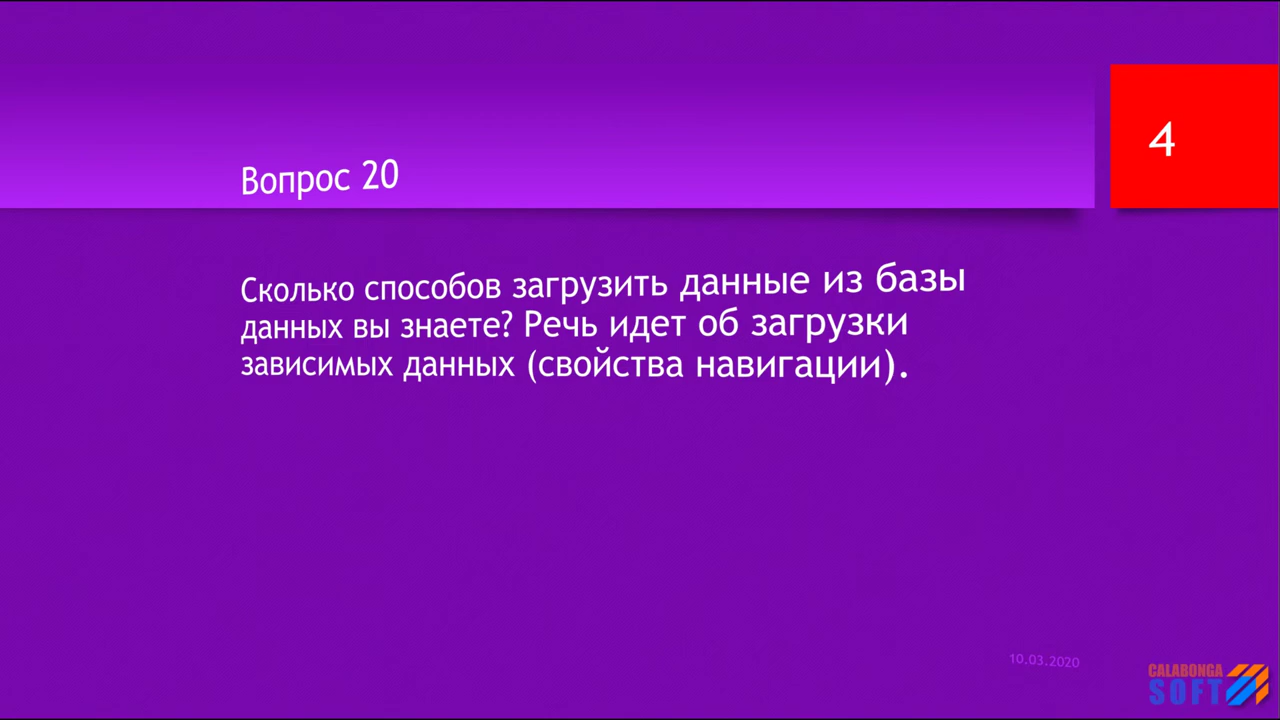 4
Вопрос 20
Сколько способов загрузить данные из базы
данных вы знаете? Речь идет об загрузки
зависимых данных (свойства навигации).
10.03.2020
CALABONGA
SOFT